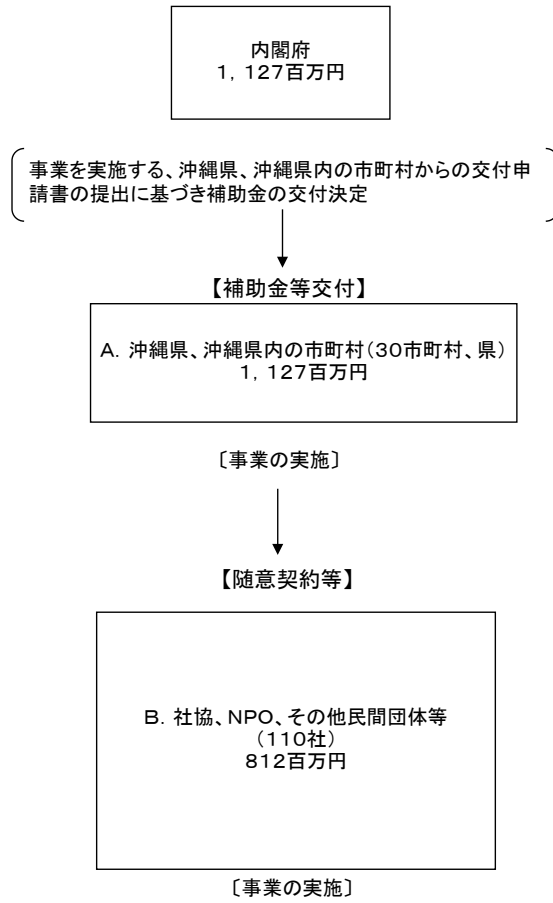 内閣府
1，127百万円
事業を実施する、沖縄県、沖縄県内の市町村からの交付申
請書の提出に基づき補助金の交付決定
【補助金等交付】
A．沖縄県、沖縄県内の市町村（30市町村、県）
1，127百万円
〔事業の実施〕
【随意契約等】
B．社協、NPO、その他民間団体等
（110社）
812百万円
〔事業の実施〕